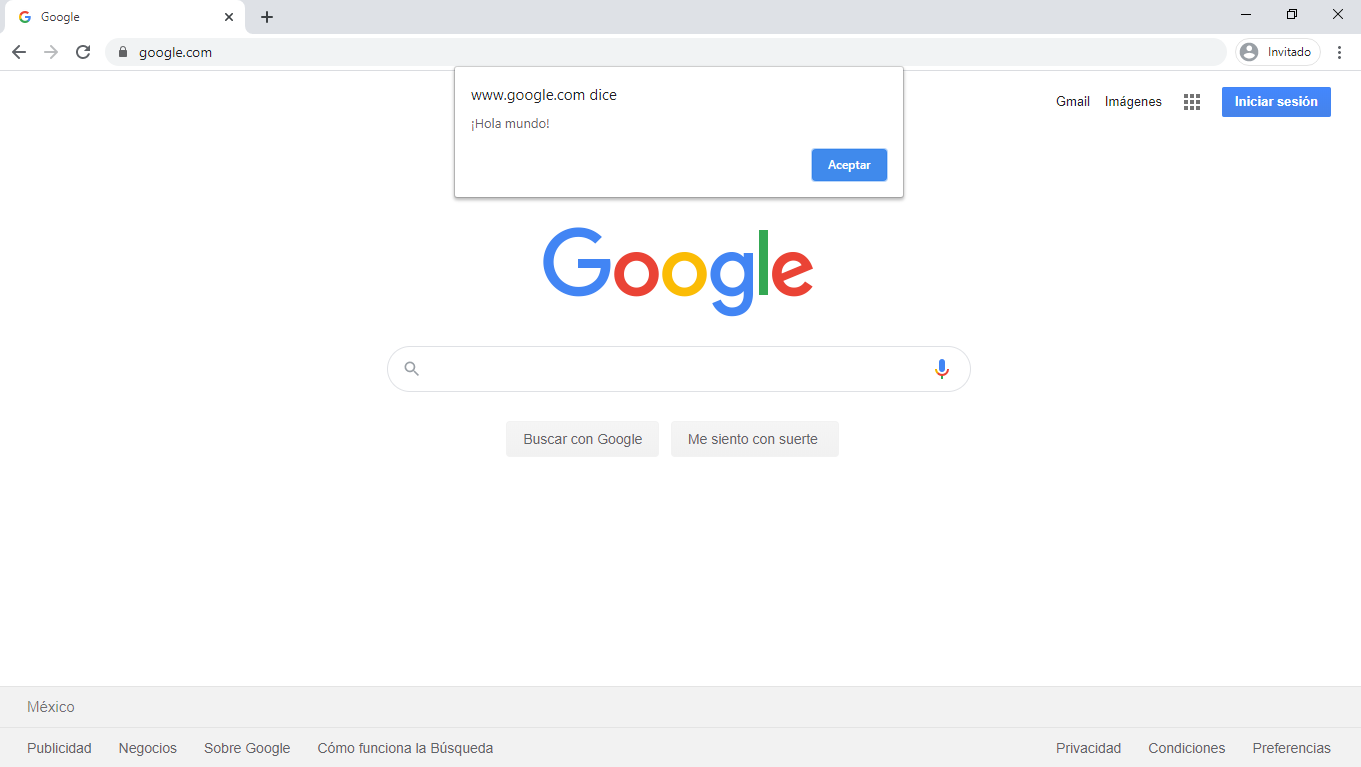 Google
google.com
Invitado
www.google.com dice
¡Hola mundo!
Aceptar
Gmail Imágenes Iniciar sesión
Google
Buscar con Google Me siento con suerte
México
Publicidad Negocios Sobre Google Cómo funciona la Búsqueda Privacidad Condiciones Preferencias